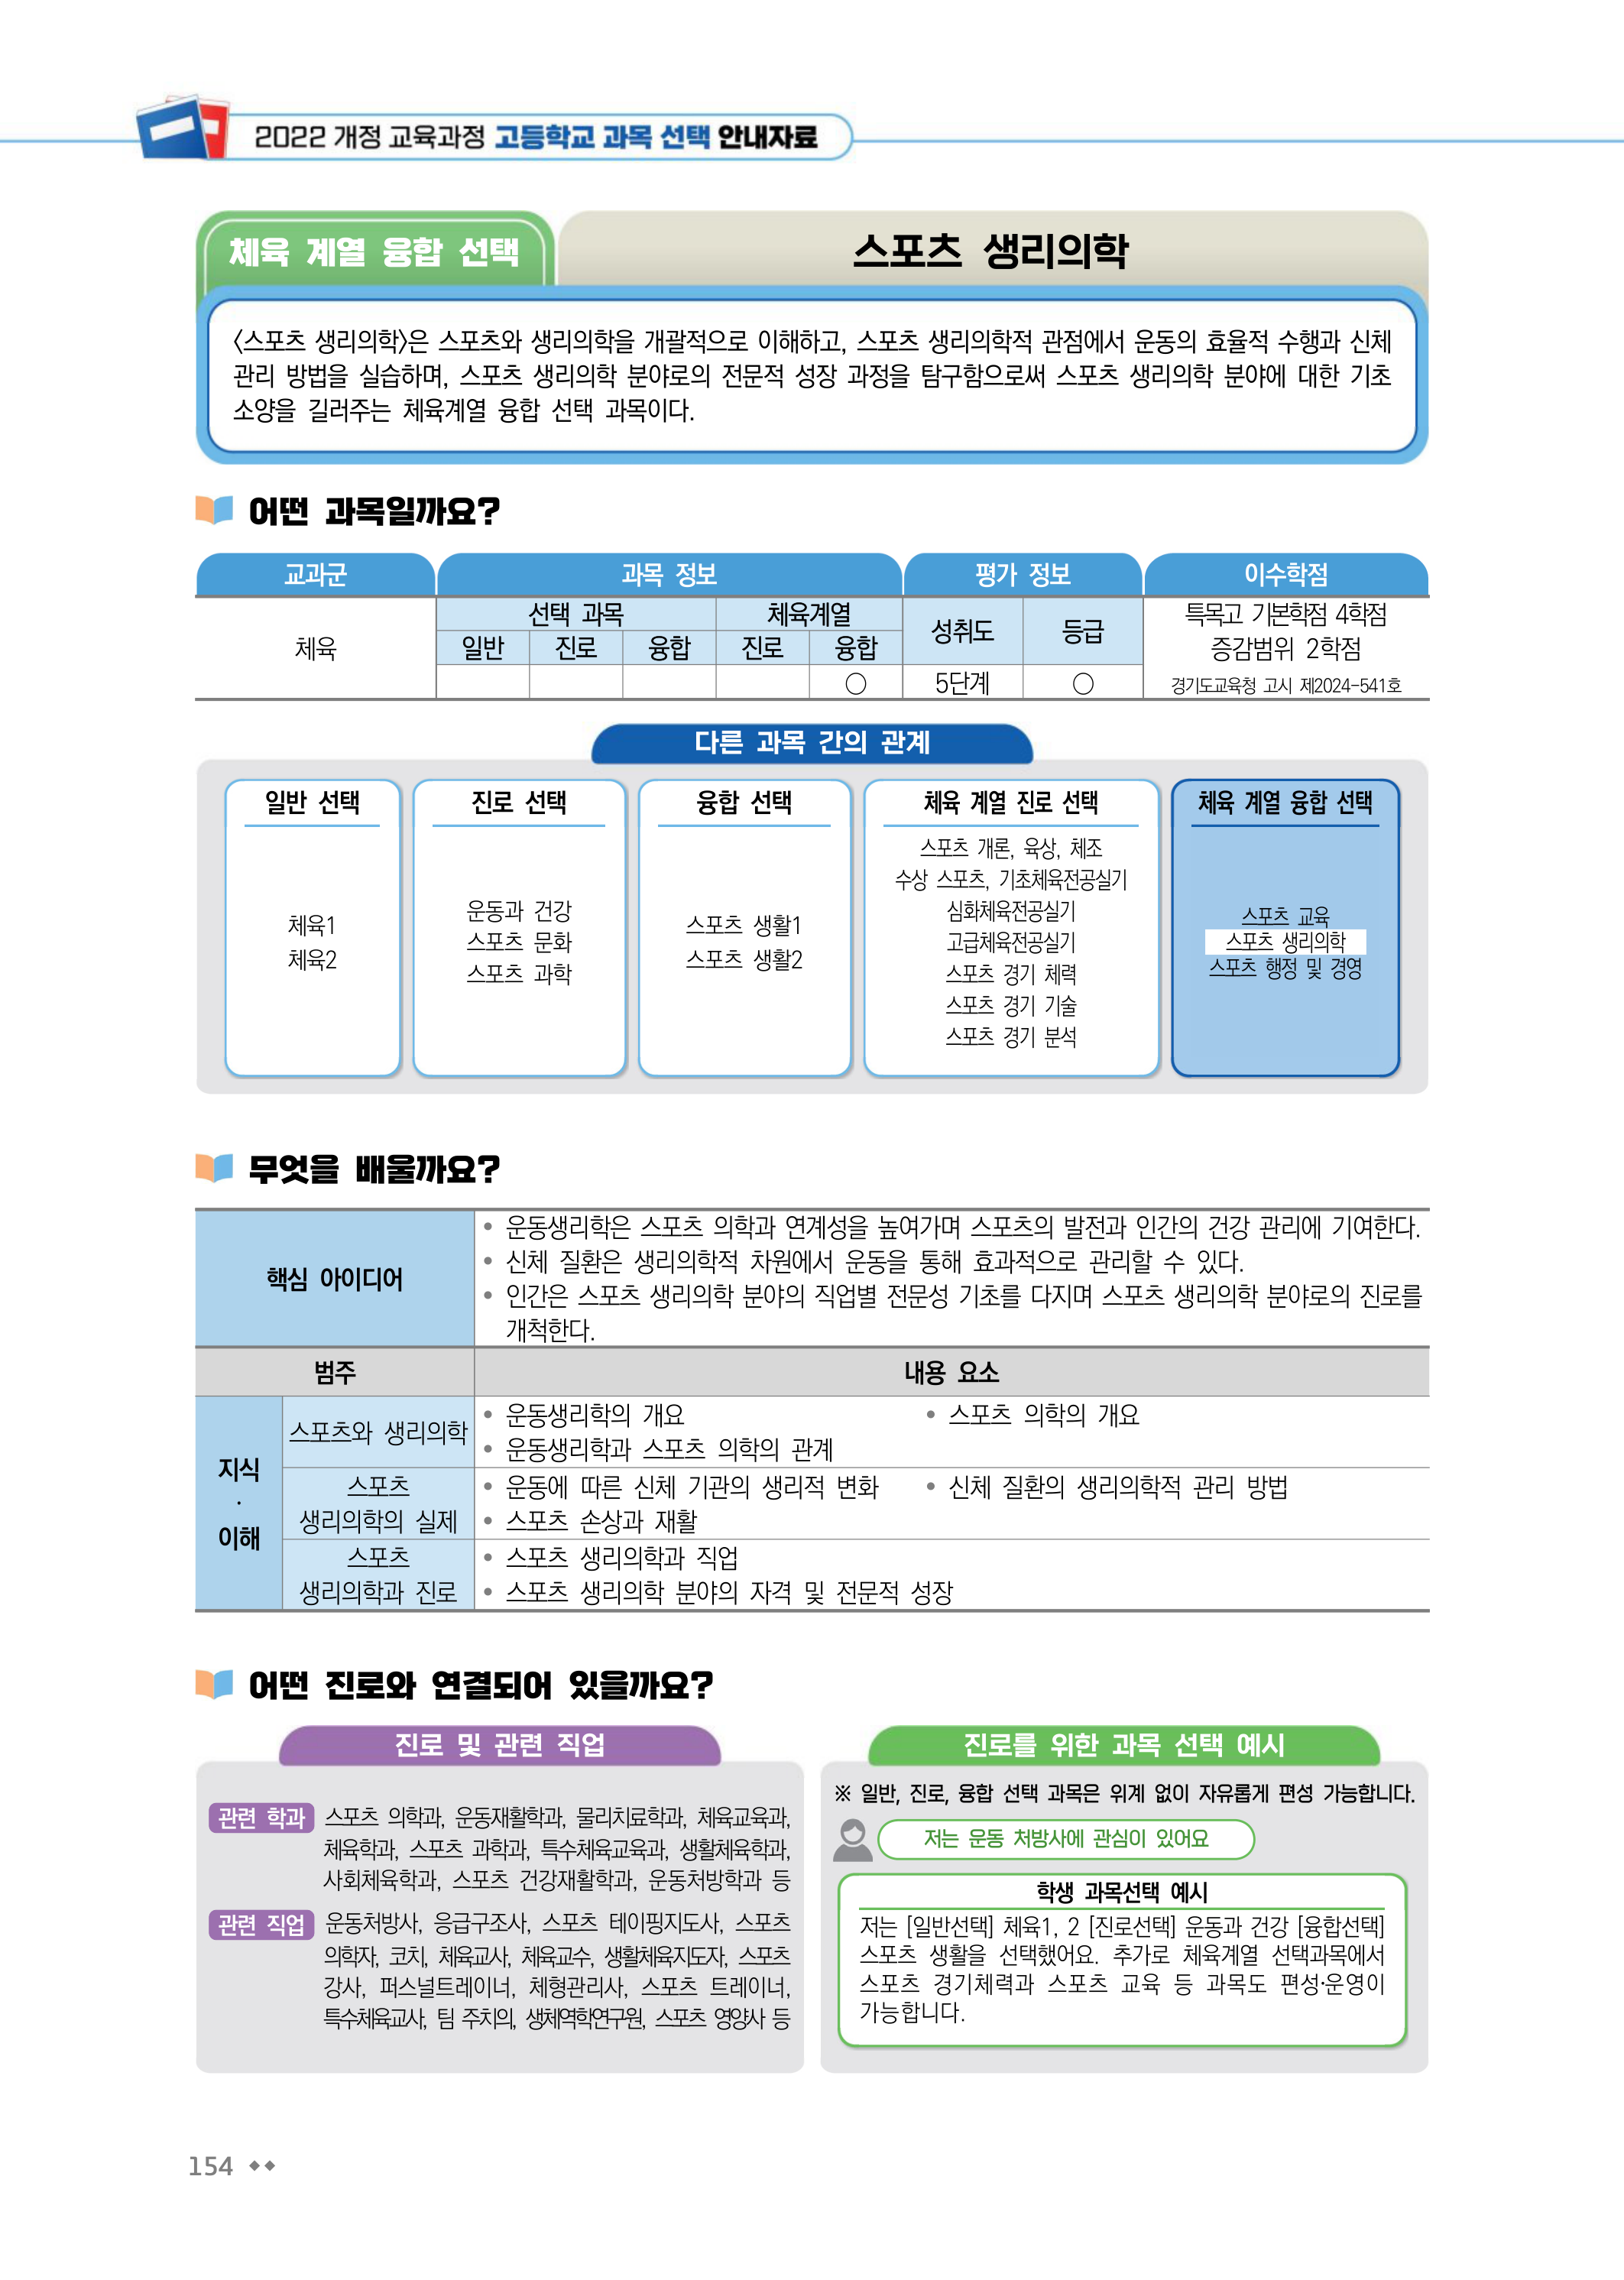 2022 개정 교육과정 고등학교 과목 선택 안내자료
체육 계열 융합 선택
스포츠 생리의학
〈스포츠 생리의학〉은 스포츠와 생리의학을 개괄적으로 이해하고, 스포츠 생리의학적 관점에서 운동의 효율적 수행과 신체
관리 방법을 실습하며, 스포츠 생리의학 분야로의 전문적 성장 과정을 탐구함으로써 스포츠 생리의학 분야에 대한 기초
소양을 길러주는 체육계열 융합 선택 과목이다.
어떤 과목일까요?
교과군 과목 정보 평가 정보 이수학점
선택 과목 체육계열
일반 진로 융합 진로 융합
성취도 등급
체육
○ 5단계 ○
특목고 기본학점 4학점
증감범위 2학점
경기도교육청 고시 제2024-541호
다른 과목 간의 관계
일반 선택
체육1
체육2
진로 선택
운동과 건강
스포츠 문화
스포츠 과학
융합 선택
스포츠 생활1
스포츠 생활2
체육 계열 진로 선택
스포츠 개론, 육상, 체조
수상 스포츠, 기초체육전공실기
심화체육전공실기
고급체육전공실기
스포츠 경기 체력
스포츠 경기 기술
스포츠 경기 분석
체육 계열 융합 선택
스포츠 교육
스포츠 생리의학
스포츠 행정 및 경영
무엇을 배울까요?
핵심 아이디어
• 운동생리학은 스포츠 의학과 연계성을 높여가며 스포츠의 발전과 인간의 건강 관리에 기여한다.
• 신체 질환은 생리의학적 차원에서 운동을 통해 효과적으로 관리할 수 있다.
• 인간은 스포츠 생리의학 분야의 직업별 전문성 기초를 다지며 스포츠 생리의학 분야로의 진로를
개척한다.
범주 내용 요소
지식
·
이해
스포츠와 생리의학
• 운동생리학의 개요 • 스포츠 의학의 개요
• 운동생리학과 스포츠 의학의 관계
스포츠
생리의학의 실제
• 운동에 따른 신체 기관의 생리적 변화 • 신체 질환의 생리의학적 관리 방법
• 스포츠 손상과 재활
스포츠
생리의학과 진로
• 스포츠 생리의학과 직업
• 스포츠 생리의학 분야의 자격 및 전문적 성장
어떤 진로와 연결되어 있을까요?
진로 및 관련 직업
관련 학과 스포츠 의학과, 운동재활학과, 물리치료학과, 체육교육과,
체육학과, 스포츠 과학과, 특수체육교육과, 생활체육학과,
사회체육학과, 스포츠 건강재활학과, 운동처방학과 등
관련 직업 운동처방사, 응급구조사, 스포츠 테이핑지도사, 스포츠
의학자, 코치, 체육교사, 체육교수, 생활체육지도자, 스포츠
강사, 퍼스널트레이너, 체형관리사, 스포츠 트레이너,
특수체육교사, 팀 주치의, 생체역학연구원, 스포츠 영양사 등
진로를 위한 과목 선택 예시
※ 일반, 진로, 융합 선택 과목은 위계 없이 자유롭게 편성 가능합니다.
저는 운동 처방사에 관심이 있어요
학생 과목선택 예시
저는 [일반선택] 체육1, 2 [진로선택] 운동과 건강 [융합선택]
스포츠 생활을 선택했어요. 추가로 체육계열 선택과목에서
스포츠 경기체력과 스포츠 교육 등 과목도 편성·운영이
가능합니다.
154